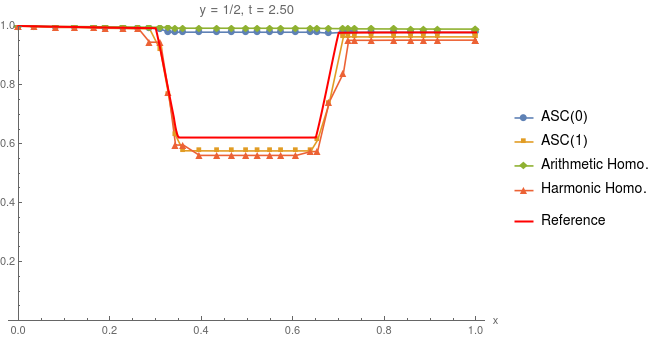 y = 1/2, t = 2.50
1.0
0.8
0.6
0.4
0.2
0.0
0.2
0.4
0.6
0.8
1.0
x
ASC(0)
ASC(1)
Arithmetic Homo.
Harmonic Homo.
Reference